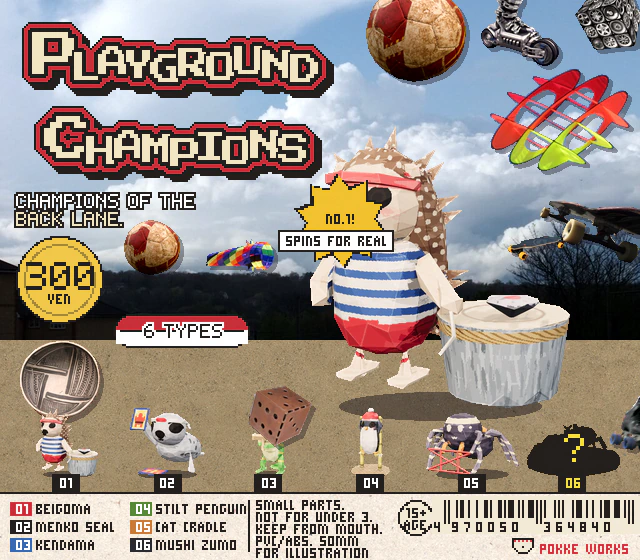 PLAYGROUND
CHAMPIONS
CHAMPIONS OF THE
BACK LANE.
300
YEN
NO.1!
SPINS FOR REAL
6 TYPES
01
02
03
04
05
?
06
01 BEIGOMA
02 MENKO SEAL
03 KENDAMA
04 STILT PENGUIN
05 CAT CRADLE
06 MUSHI ZUMO
SMALL PARTS.
NOT FOR UNDER 3.
KEEP FROM MOUTH.
PVC/ABS. 50MM
FOR ILLUSTRATION
15+
AGE
4 970050 364840
POKKE WORKS